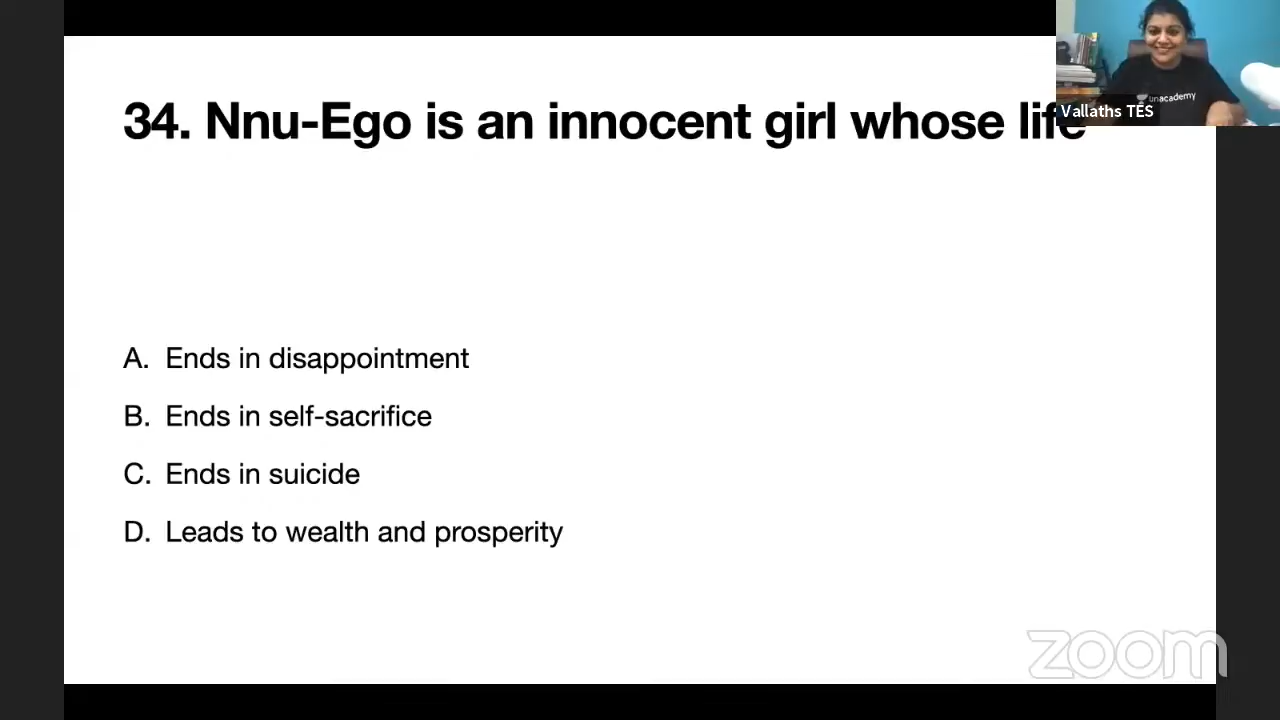 34. Nnu-Ego is an innocent girl whose life
unacademy
Vallaths TES
A. Ends in disappointment
B. Ends in self-sacrifice
C. Ends in suicide
D. Leads to wealth and prosperity
zoom